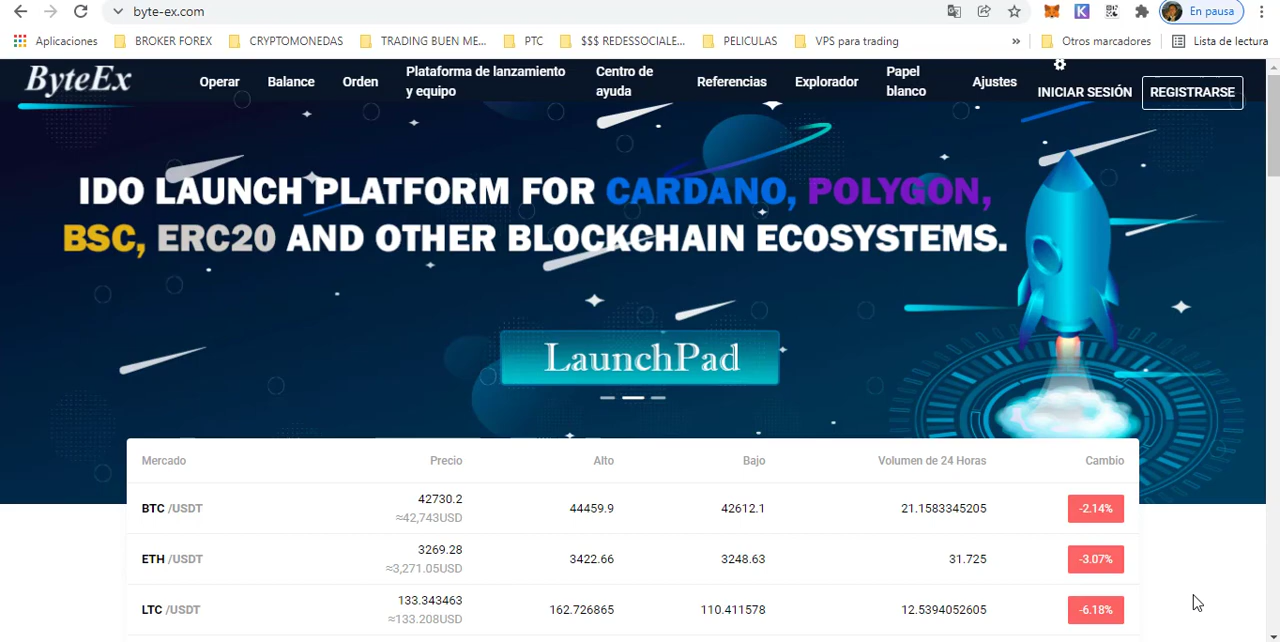 byte-ex.com
En pausa
Aplicaciones BROKER FOREX CRYPTOMONEDAS TRADING BUEN ME... PTC $$$ REDESSOCIALE... PELICULAS VPS para trading » Otros marcadores Lista de lectura
ByteEx Operar Balance Orden Plataforma de lanzamiento y equipo Centro de ayuda Referencias Explorador Papel blanco Ajustes INICIAR SESIÓN REGISTRARSE
IDO LAUNCH PLATFORM FOR CARDANO, POLYGON,
BSC, ERC20 AND OTHER BLOCKCHAIN ECOSYSTEMS.
LaunchPad
Mercado Precio Alto Bajo Volumen de 24 Horas Cambio
BTC /USDT 42730.2 44459.9 42612.1 21.1583345205 -2.14%
≈42,743USD
ETH /USDT 3269.28 3422.66 3248.63 31.725 -3.07%
≈3,271.05USD
LTC /USDT 133.343463 162.726865 110.411578 12.5394052605 -6.18%
≈133.208USD